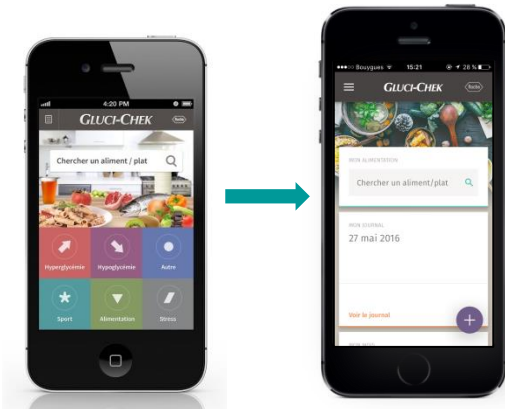 4:20 PM
GLUCI-CHEK
Roche
Chercher un aliment / plat
Hyperglycémie
Hypoglycémie
Autre
Sport
Alimentation
Stress
Bouygues
15:21
28 %
GLUCI-CHEK
Roche
MON ALIMENTATION
Chercher un aliment/plat
MON JOURNAL
27 mai 2016
Voir le journal